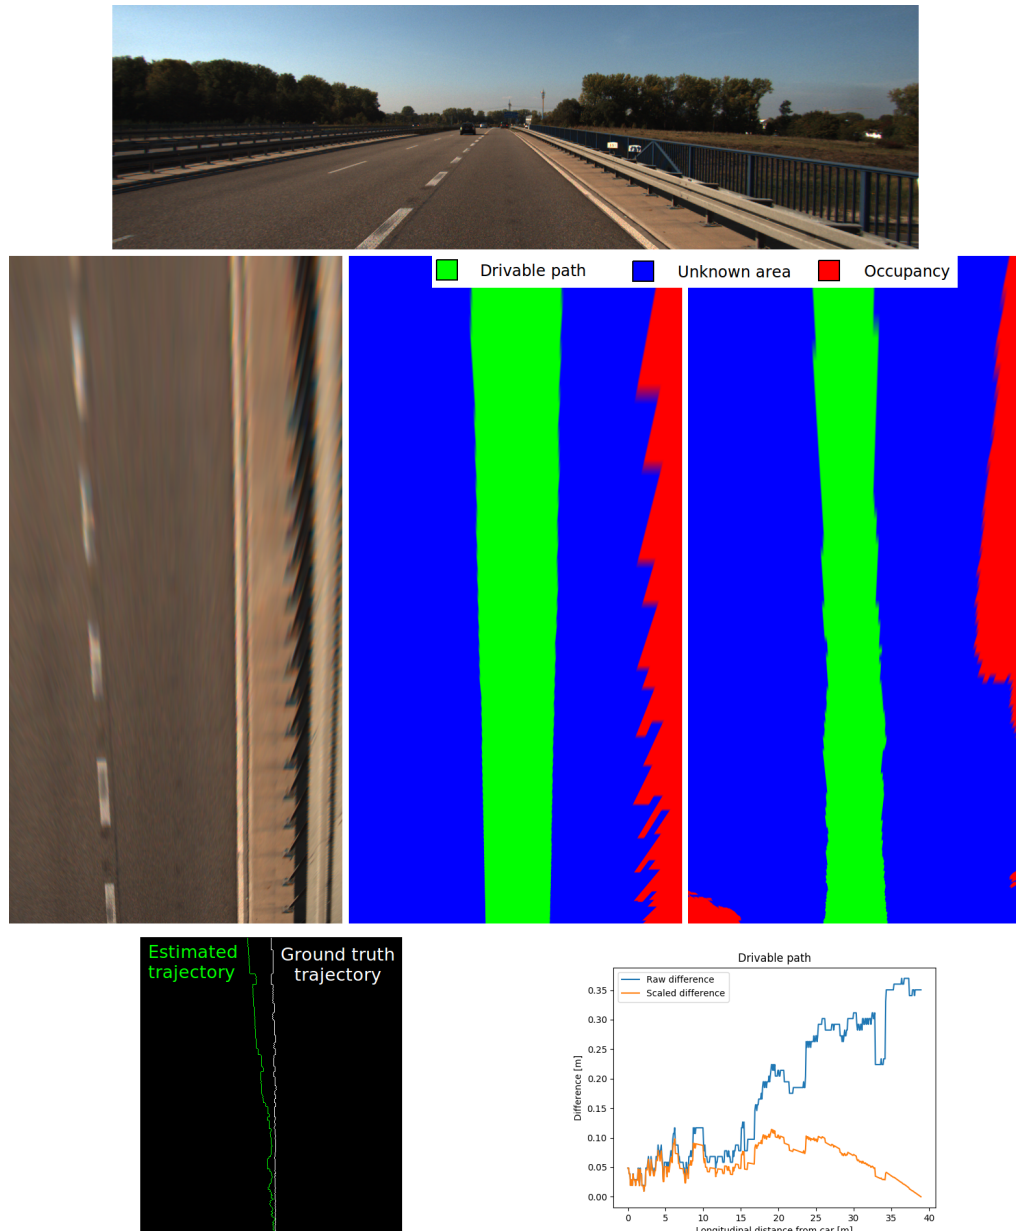 Drivable path
Unknown area
Occupancy
Estimated
trajectory
Ground truth
trajectory
Drivable path
Raw difference
Scaled difference
Difference [m]
0.35
0.30
0.25
0.20
0.15
0.10
0.05
0.00
0
5
10
15
20
25
30
35
40
Longitudinal distance from car [m]